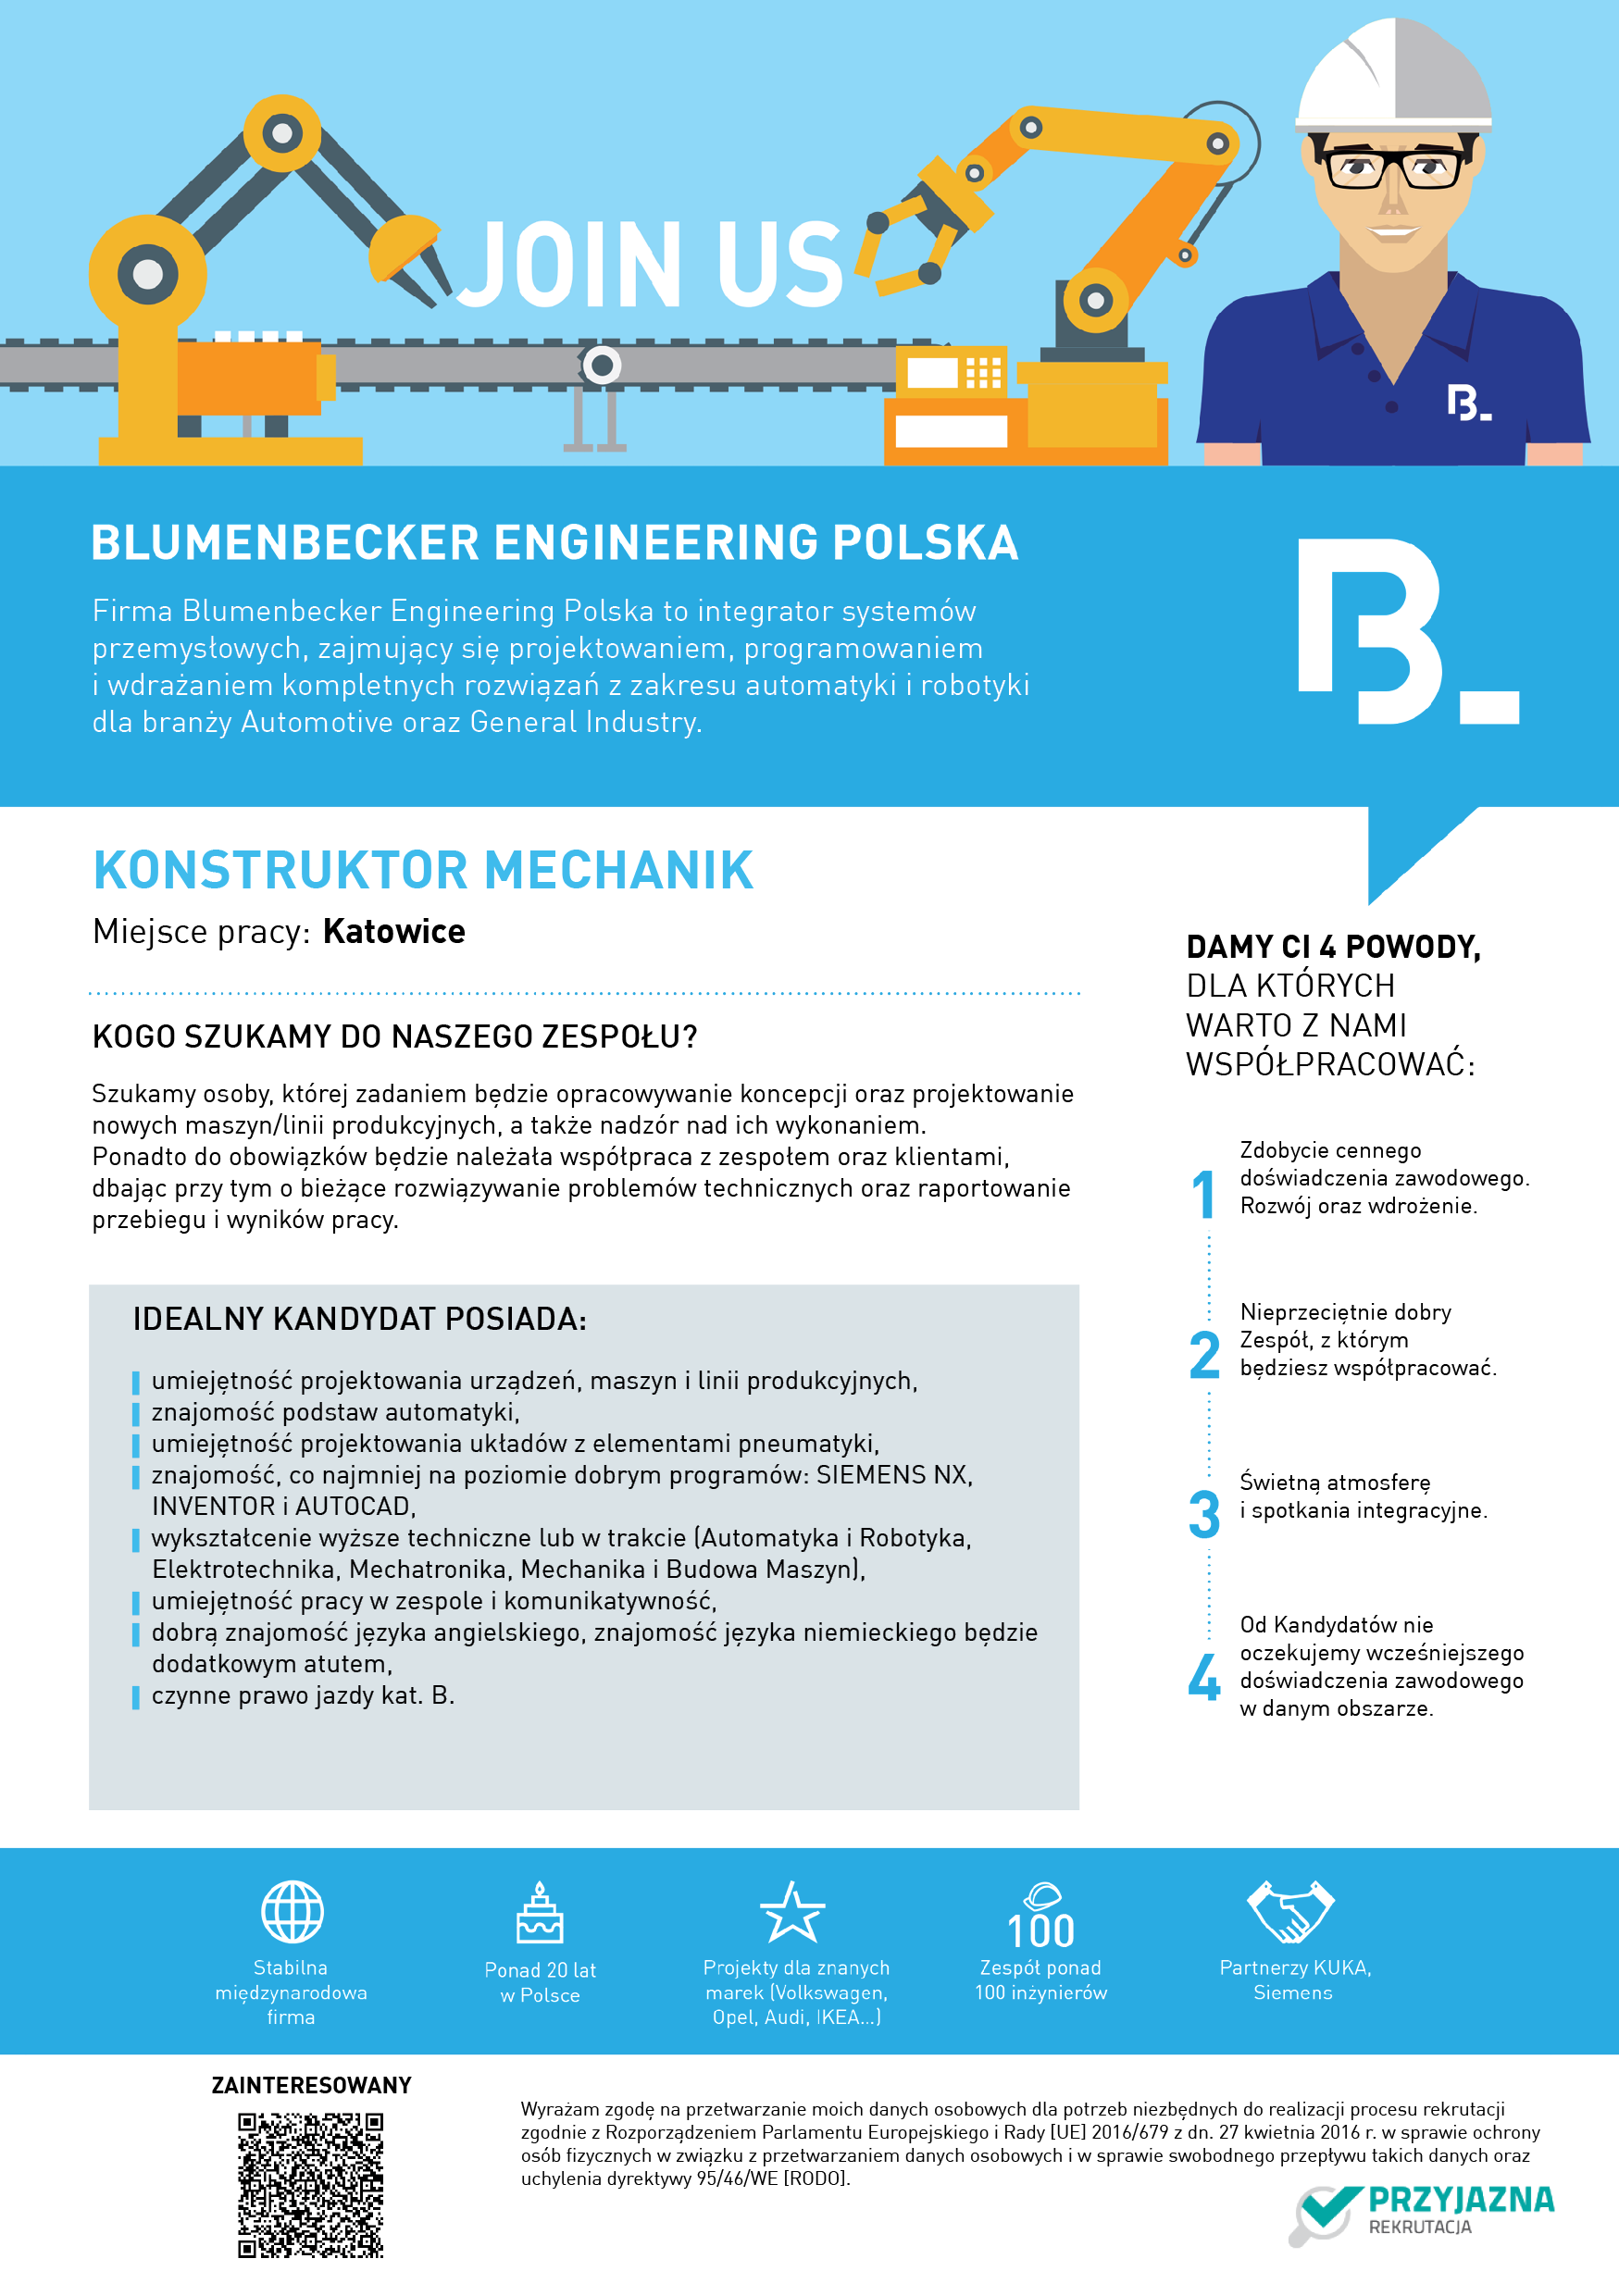 JOIN US
B_
BLUMENBECKER ENGINEERING POLSKA
Firma Blumenbecker Engineering Polska to integrator systemów
przemysłowych, zajmujący się projektowaniem, programowaniem
i wdrażaniem kompletnych rozwiązań z zakresu automatyki i robotyki
dla branży Automotive oraz General Industry.
B_
KONSTRUKTOR MECHANIK
Miejsce pracy: Katowice
KOGO SZUKAMY DO NASZEGO ZESPOŁU?
Szukamy osoby, której zadaniem będzie opracowywanie koncepcji oraz projektowanie
nowych maszyn/linii produkcyjnych, a także nadzór nad ich wykonaniem.
Ponadto do obowiązków będzie należała współpraca z zespołem oraz klientami,
dbając przy tym o bieżące rozwiązywanie problemów technicznych oraz raportowanie
przebiegu i wyników pracy.
IDEALNY KANDYDAT POSIADA:
umiejętność projektowania urządzeń, maszyn i linii produkcyjnych,
znajomość podstaw automatyki,
umiejętność projektowania układów z elementami pneumatyki,
znajomość, co najmniej na poziomie dobrym programów: SIEMENS NX,
INVENTOR i AUTOCAD,
wykształcenie wyższe techniczne lub w trakcie (Automatyka i Robotyka,
Elektrotechnika, Mechatronika, Mechanika i Budowa Maszyn),
umiejętność pracy w zespole i komunikatywność,
dobrą znajomość języka angielskiego, znajomość języka niemieckiego będzie
dodatkowym atutem,
czynne prawo jazdy kat. B.
DAMY CI 4 POWODY,
DLA KTÓRYCH
WARTO Z NAMI
WSPÓŁPRACOWAĆ:
1
Zdobycie cennego
doświadczenia zawodowego.
Rozwój oraz wdrożenie.
2
Nieprzeciętnie dobry
Zespół, z którym
będziesz współpracować.
3
Świetną atmosferę
i spotkania integracyjne.
4
Od Kandydatów nie
oczekujemy wcześniejszego
doświadczenia zawodowego
w danym obszarze.
Stabilna
międzynarodowa
firma
Ponad 20 lat
w Polsce
Projekty dla znanych
marek (Volkswagen,
Opel, Audi, IKEA...)
100
Zespół ponad
100 inżynierów
Partnerzy KUKA,
Siemens
ZAINTERESOWANY
Wyrażam zgodę na przetwarzanie moich danych osobowych dla potrzeb niezbędnych do realizacji procesu rekrutacji
zgodnie z Rozporządzeniem Parlamentu Europejskiego i Rady [UE] 2016/679 z dn. 27 kwietnia 2016 r. w sprawie ochrony
osób fizycznych w związku z przetwarzaniem danych osobowych i w sprawie swobodnego przepływu takich danych oraz
uchylenia dyrektywy 95/46/WE [RODO].
PRZYJAZNA
REKRUTACJA